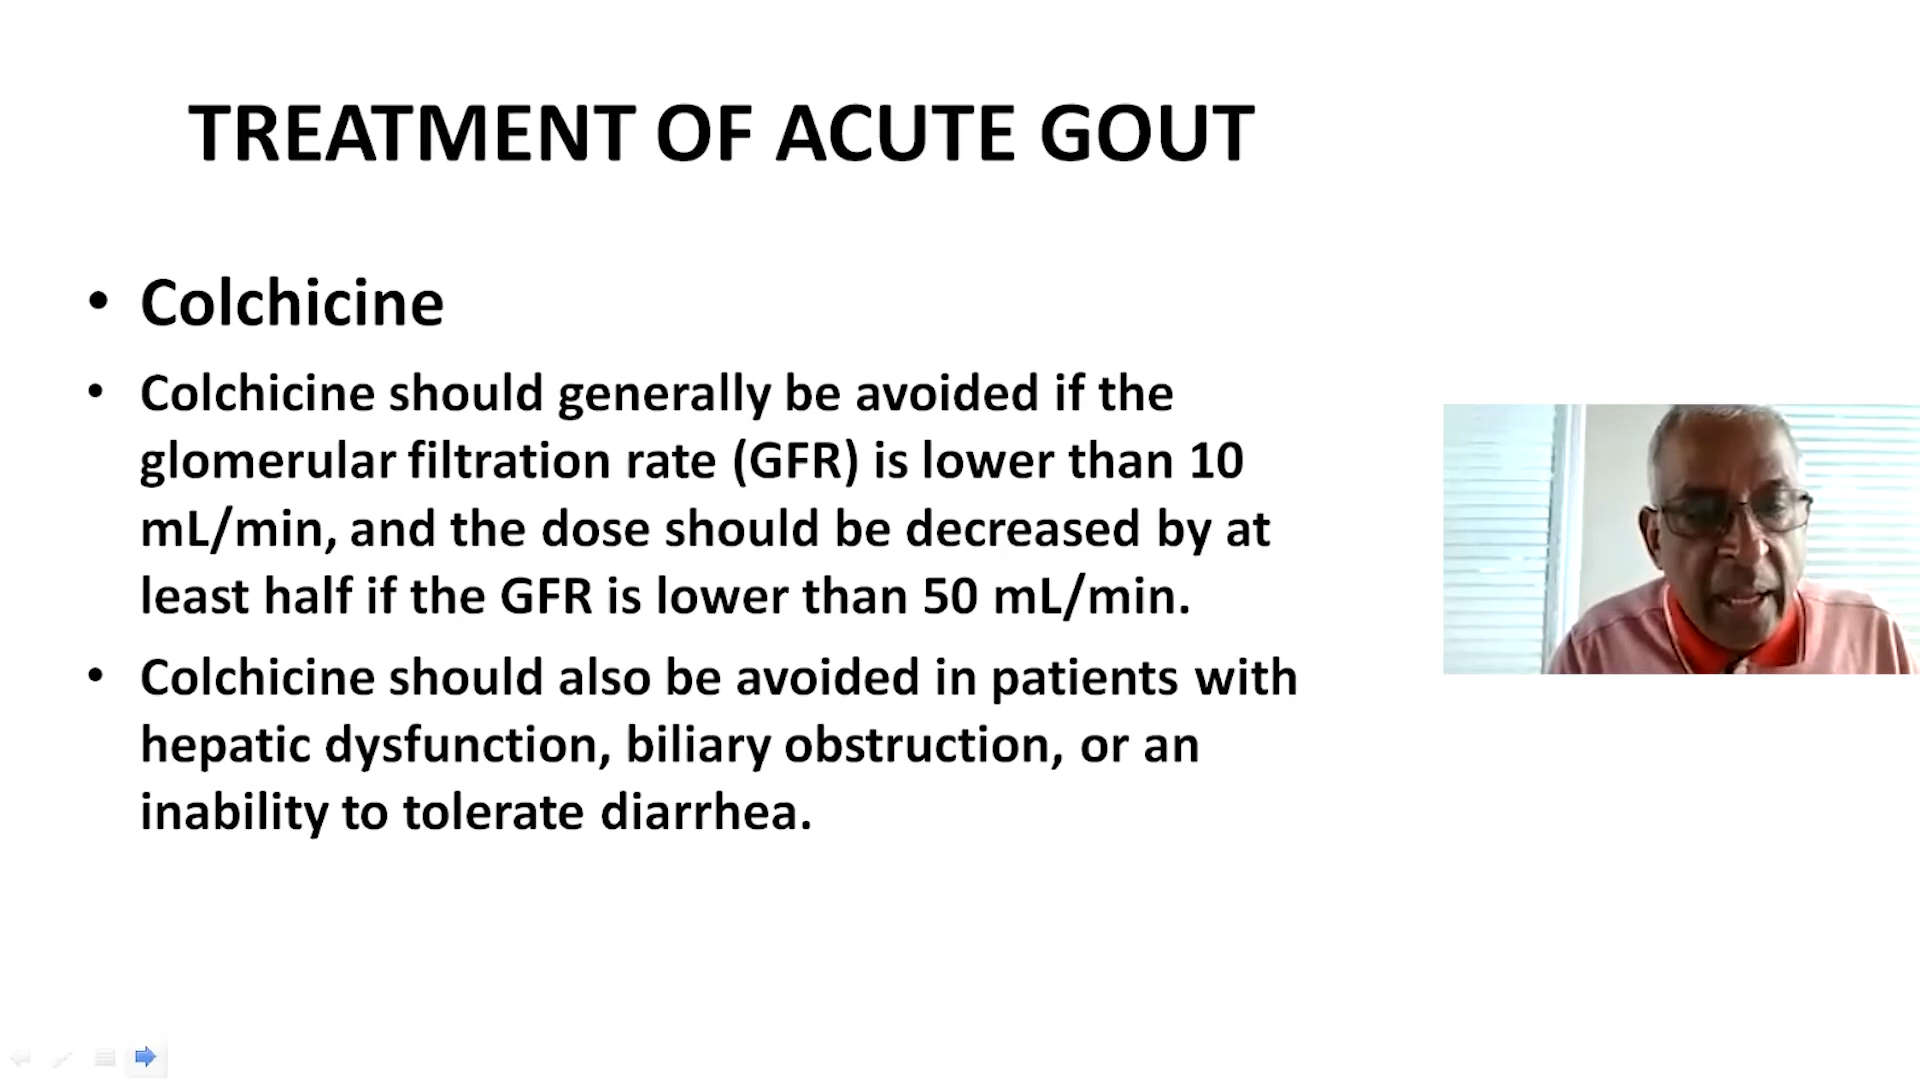 TREATMENT OF ACUTE GOUT
• Colchicine
• Colchicine should generally be avoided if the
glomerular filtration rate (GFR) is lower than 10
mL/min, and the dose should be decreased by at
least half if the GFR is lower than 50 mL/min.
• Colchicine should also be avoided in patients with
hepatic dysfunction, biliary obstruction, or an
inability to tolerate diarrhea.